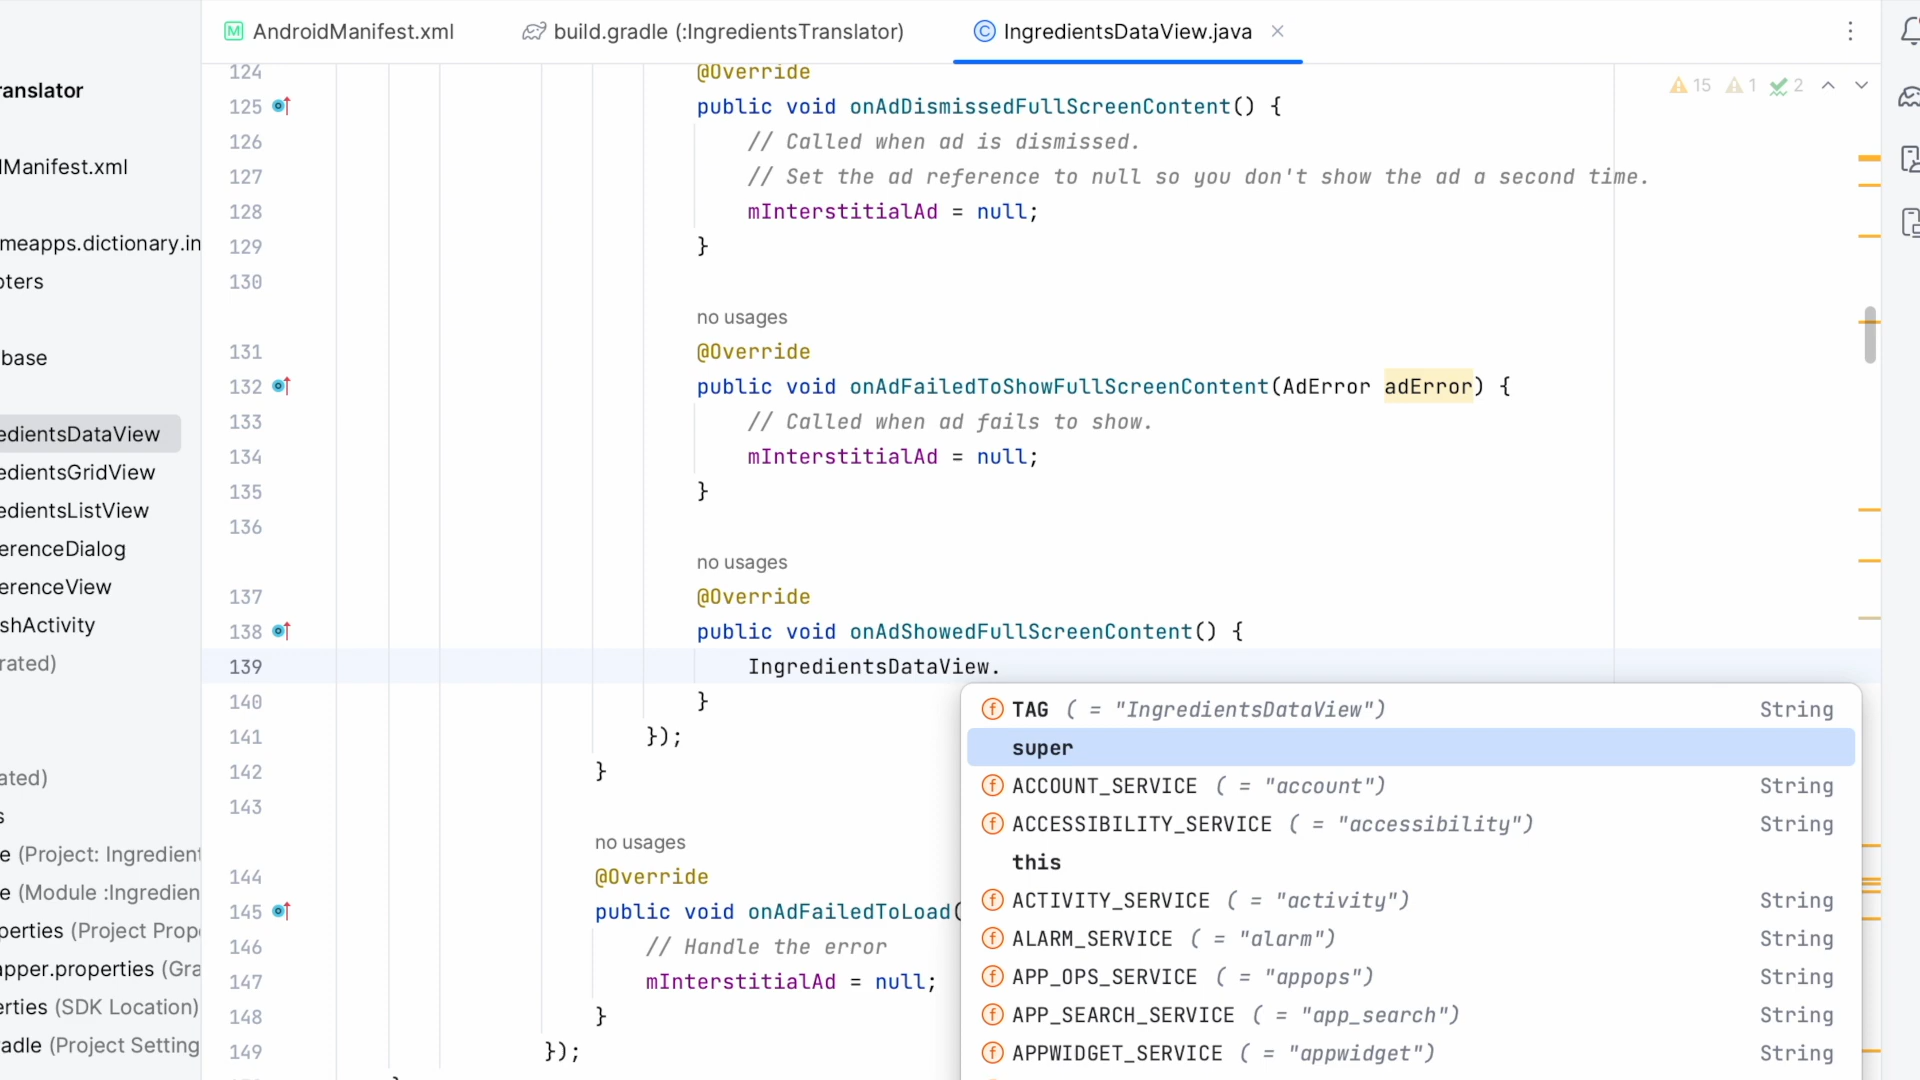 AndroidManifest.xml
build.gradle (:IngredientsTranslator)
IngredientsDataView.java
ranslator
lManifest.xml
meapps.dictionary.in
oters
base
edientsDataView
edientsGridView
edientsListView
erenceDialog
erenceView
shActivity
rated)
ated)
s
e (Project: Ingredient
e (Module :Ingredien
perties (Project Prop
apper.properties (Gra
erties (SDK Location)
adle (Project Setting
15 1 2
124 @Override
125 public void onAdDismissedFullScreenContent() {
126 // Called when ad is dismissed.
127 // Set the ad reference to null so you don't show the ad a second time.
128 mInterstitialAd = null;
129 }
130
no usages
131 @Override
132 public void onAdFailedToShowFullScreenContent(AdError adError) {
133 // Called when ad fails to show.
134 mInterstitialAd = null;
135 }
136
no usages
137 @Override
138 public void onAdShowedFullScreenContent() {
139 IngredientsDataView.
140 }
141 });
142 }
143
no usages
144 @Override
145 public void onAdFailedToLoad(
146 // Handle the error
147 mInterstitialAd = null;
148 }
149 });
TAG ( = "IngredientsDataView") String
super
ACCOUNT_SERVICE ( = "account") String
ACCESSIBILITY_SERVICE ( = "accessibility") String
this
ACTIVITY_SERVICE ( = "activity") String
ALARM_SERVICE ( = "alarm") String
APP_OPS_SERVICE ( = "appops") String
APP_SEARCH_SERVICE ( = "app_search") String
APPWIDGET_SERVICE ( = "appwidget") String